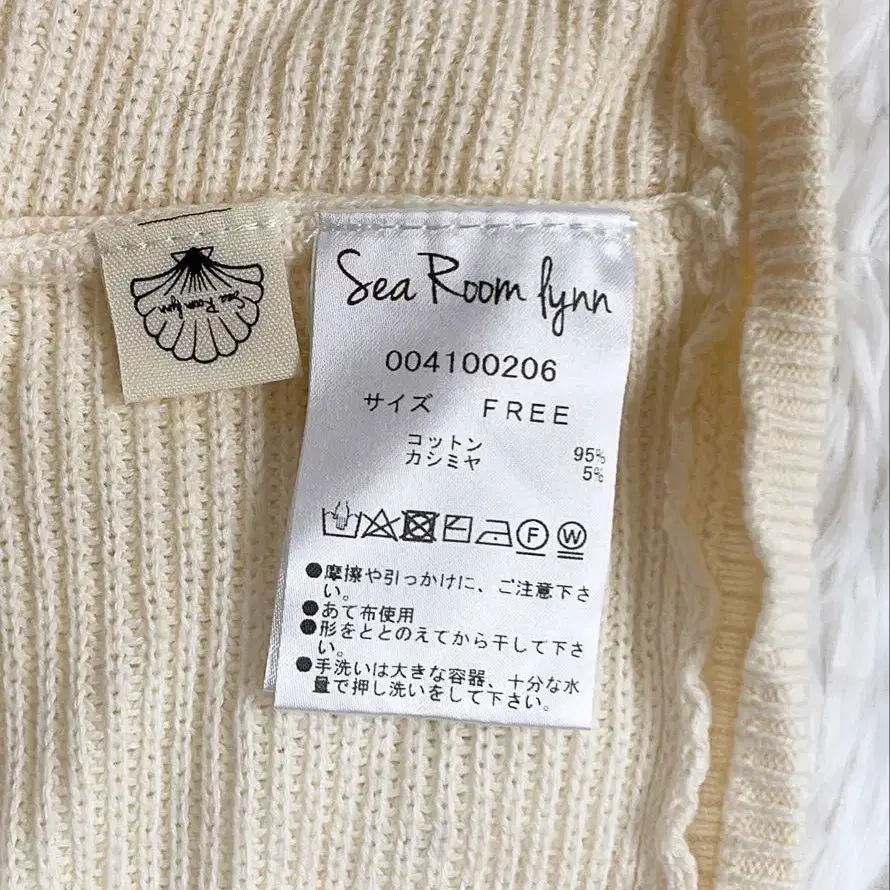 Sea Room lynn
Sea Room lynn
004100206
サイズ FREE
コットン 95%
カシミヤ 5%
F W
●摩擦や引っかけに、ご注意下さ
い。
●あて布使用
●形をととのえてから干して下さ
い。
●手洗いは大きな容器、十分な水
量で押し洗いをして下さい。